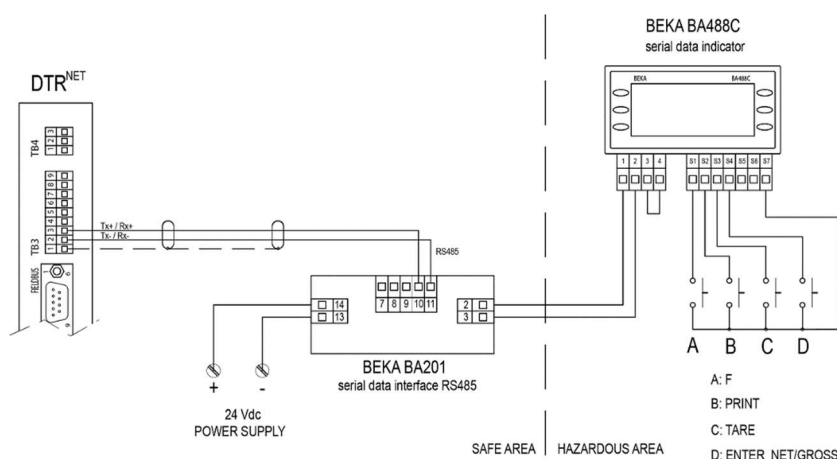 BEKA BA488C
serial data indicator
DTR NET
BEKA BA488C
TB4
3
2
1
1 2 3 4 S1 S2 S3 S4 S5 S6 S7
9
8
7
6
5
4
3
2
1
TB3
Tx+ / Rx+
Tx- / Rx-
RS485
FIELDBUS
14
13
7 8 9 10 11
2
3
BEKA BA201
serial data interface RS485
+ -
24 Vdc
POWER SUPPLY
A B C D
A: F
B: PRINT
C: TARE
D: ENTER NET/GROSS
SAFE AREA HAZARDOUS AREA